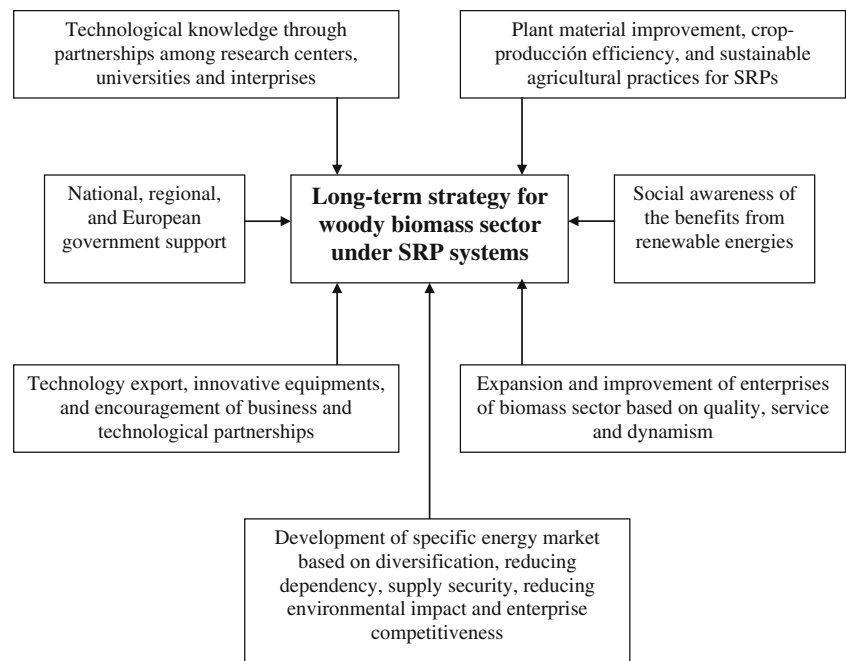 Technological knowledge through
partnerships among research centers,
universities and interprises
Plant material improvement, crop-
producción efficiency, and sustainable
agricultural practices for SRPs
National, regional,
and European
government support
Long-term strategy for
woody biomass sector
under SRP systems
Social awareness of
the benefits from
renewable energies
Technology export, innovative equipments,
and encouragement of business and
technological partnerships
Expansion and improvement of enterprises
of biomass sector based on quality, service
and dynamism
Development of specific energy market
based on diversification, reducing
dependency, supply security, reducing
environmental impact and enterprise
competitiveness